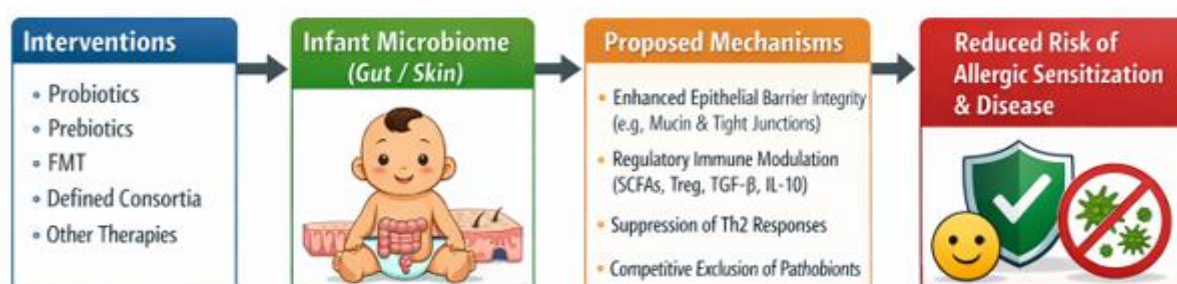 Interventions
• Probiotics
• Prebiotics
• FMT
• Defined Consortia
• Other Therapies
Infant Microbiome
(Gut / Skin)
Proposed Mechanisms
• Enhanced Epithelial Barrier Integrity
(e.g, Mucin & Tight Junctions)
• Regulatory Immune Modulation
(SCFAs, Treg, TGF-β, IL-10)
• Suppression of Th2 Responses
• Competitive Exclusion of Pathobionts
Reduced Risk of
Allergic Sensitization
& Disease